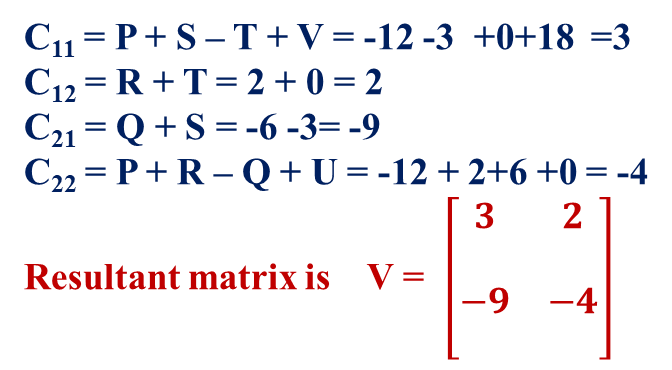 C₁₁ = P + S – T + V = -12 -3 +0+18 =3
C₁₂ = R + T = 2 + 0 = 2
C₂₁ = Q + S = -6 -3= -9
C₂₂ = P + R – Q + U = -12 + 2+6 +0 = -4
3 2
Resultant matrix is V =
−9 −4